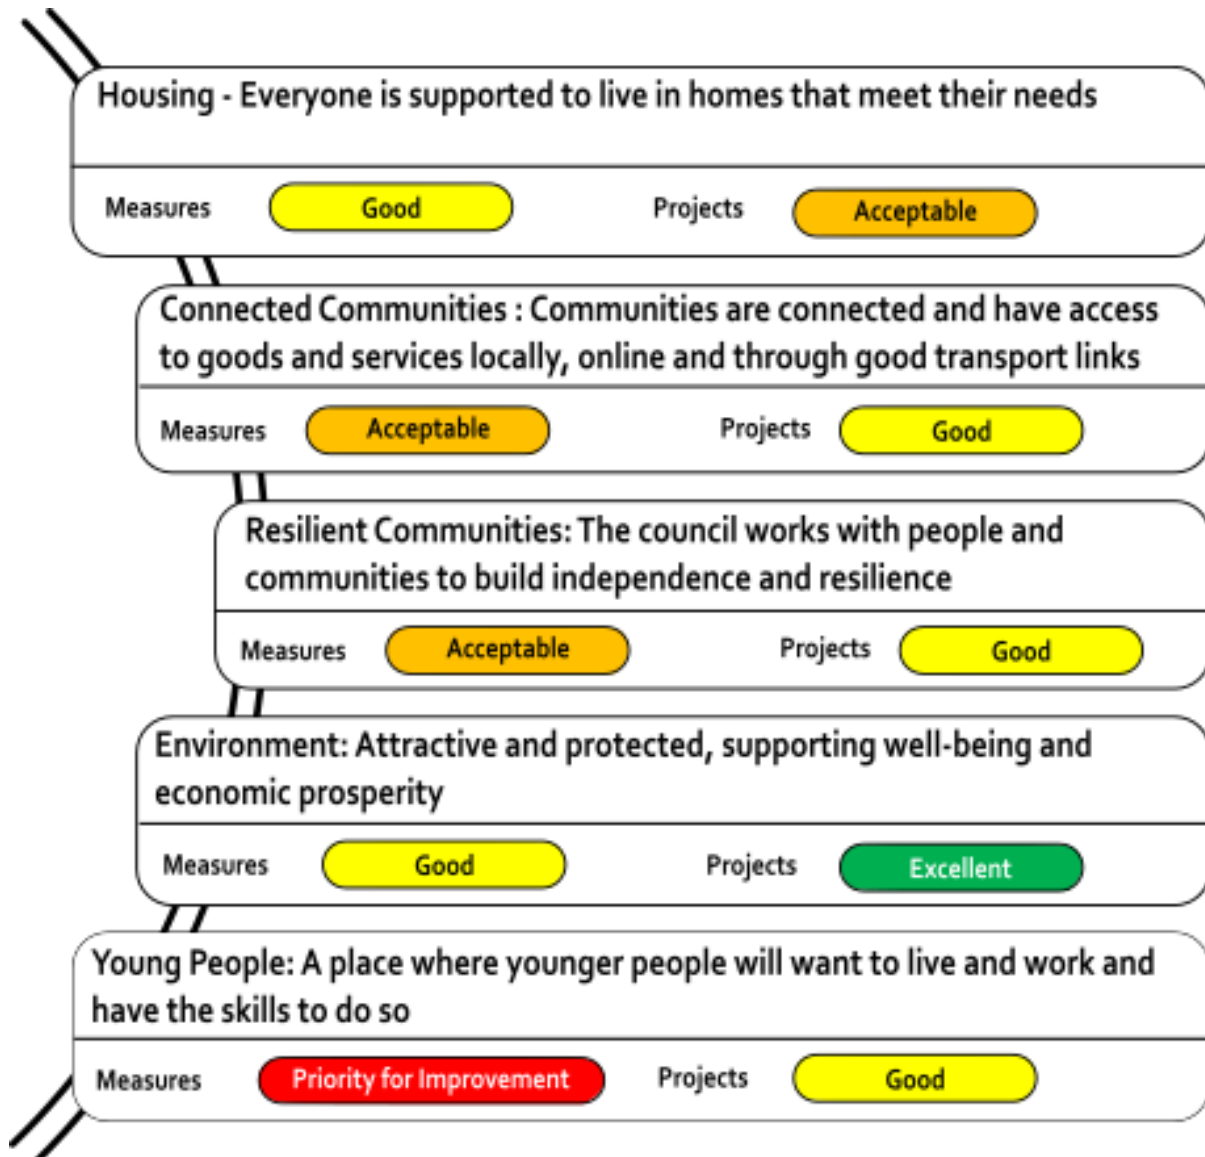 Housing - Everyone is supported to live in homes that meet their needs
Measures Good Projects Acceptable
Connected Communities : Communities are connected and have access
to goods and services locally, online and through good transport links
Measures Acceptable Projects Good
Resilient Communities: The council works with people and
communities to build independence and resilience
Measures Acceptable Projects Good
Environment: Attractive and protected, supporting well-being and
economic prosperity
Measures Good Projects Excellent
Young People: A place where younger people will want to live and work and
have the skills to do so
Measures Priority for Improvement Projects Good